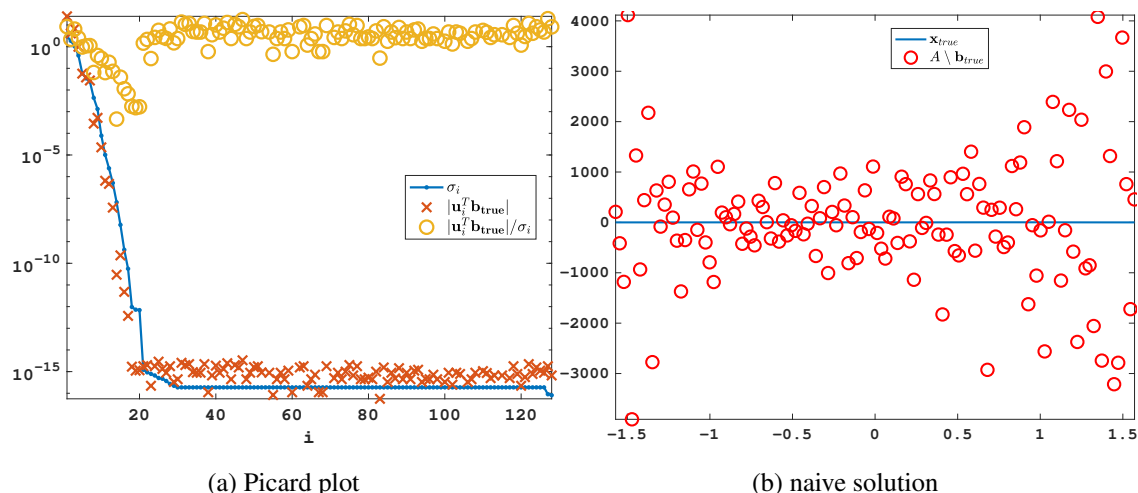 10^0
10^{-5}
10^{-10}
10^{-15}
20 40 60 80 100 120
i
σ_i
|u_i^T b_true|
|u_i^T b_true|/σ_i
(a) Picard plot
4000
3000
2000
1000
0
-1000
-2000
-3000
-1.5 -1 -0.5 0 0.5 1 1.5
x_true
A \ b_true
(b) naive solution